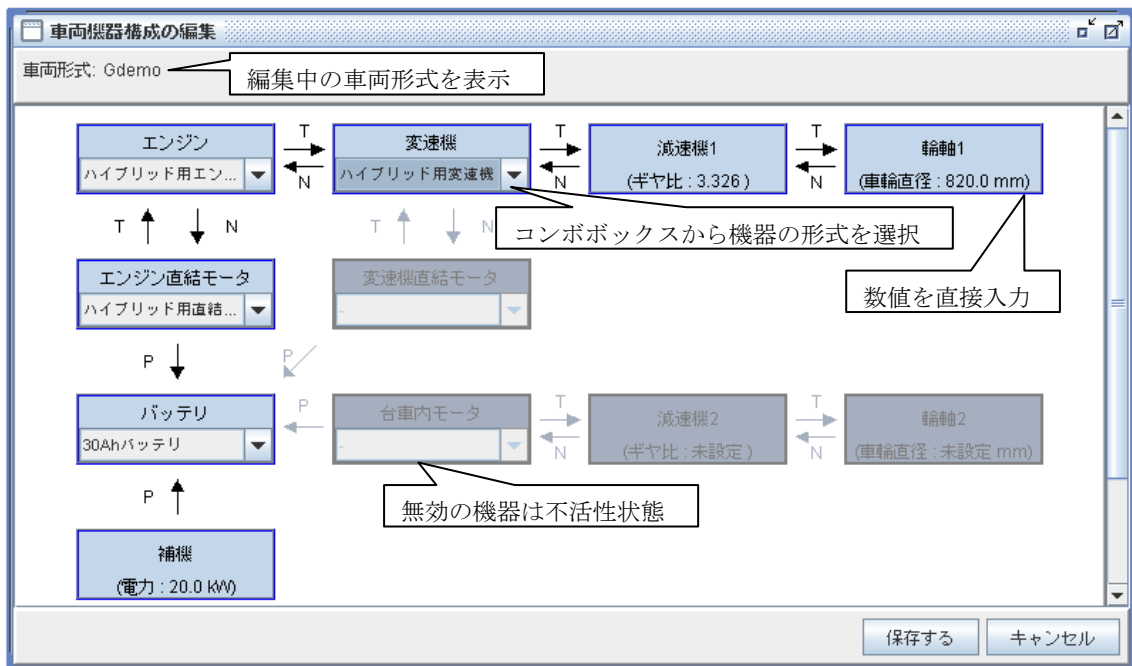 車両機器構成の編集
車両形式: Gdemo
編集中の車両形式を表示
エンジン
ハイブリッド用エン...
T
N
変速機
ハイブリッド用変速機
T
N
減速機1
(ギヤ比 : 3.326 )
T
N
輪軸1
(車輪直径 : 820.0 mm)
T
N
T
N
コンボボックスから機器の形式を選択
数値を直接入力
エンジン直結モータ
ハイブリッド用直結...
変速機直結モータ
-
P
P
バッテリ
30Ahバッテリ
P
台車内モータ
-
T
N
減速機2
(ギヤ比 : 未設定 )
T
N
輪軸2
(車輪直径 : 未設定 mm)
P
無効の機器は不活性状態
補機
(電力 : 20.0 kW)
保存する
キャンセル